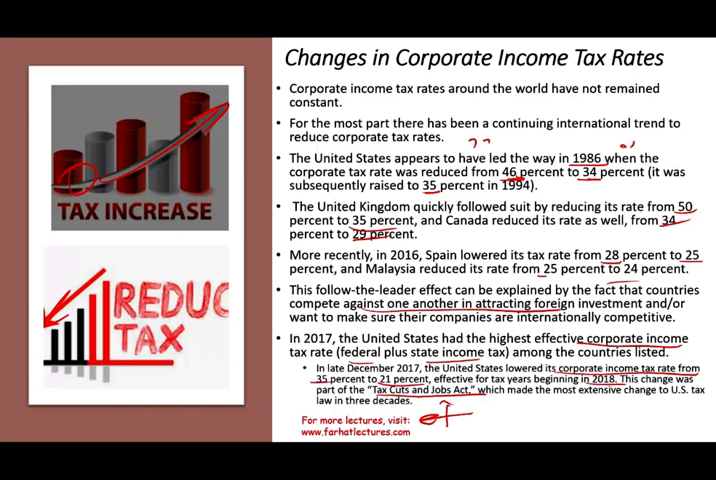 Changes in Corporate Income Tax Rates
• Corporate income tax rates around the world have not remained
constant.
• For the most part there has been a continuing international trend to
reduce corporate tax rates.
• The United States appears to have led the way in 1986 when the
corporate tax rate was reduced from 46 percent to 34 percent (it was
subsequently raised to 35 percent in 1994).
• The United Kingdom quickly followed suit by reducing its rate from 50
percent to 35 percent, and Canada reduced its rate as well, from 34
percent to 29 percent.
• More recently, in 2016, Spain lowered its tax rate from 28 percent to 25
percent, and Malaysia reduced its rate from 25 percent to 24 percent.
• This follow-the-leader effect can be explained by the fact that countries
compete against one another in attracting foreign investment and/or
want to make sure their companies are internationally competitive.
• In 2017, the United States had the highest effective corporate income
tax rate (federal plus state income tax) among the countries listed.
• In late December 2017, the United States lowered its corporate income tax rate from
35 percent to 21 percent, effective for tax years beginning in 2018. This change was
part of the “Tax Cuts and Jobs Act,” which made the most extensive change to U.S. tax
law in three decades.
For more lectures, visit:
www.farhatlectures.com
TAX INCREASE
REDUC
TAX